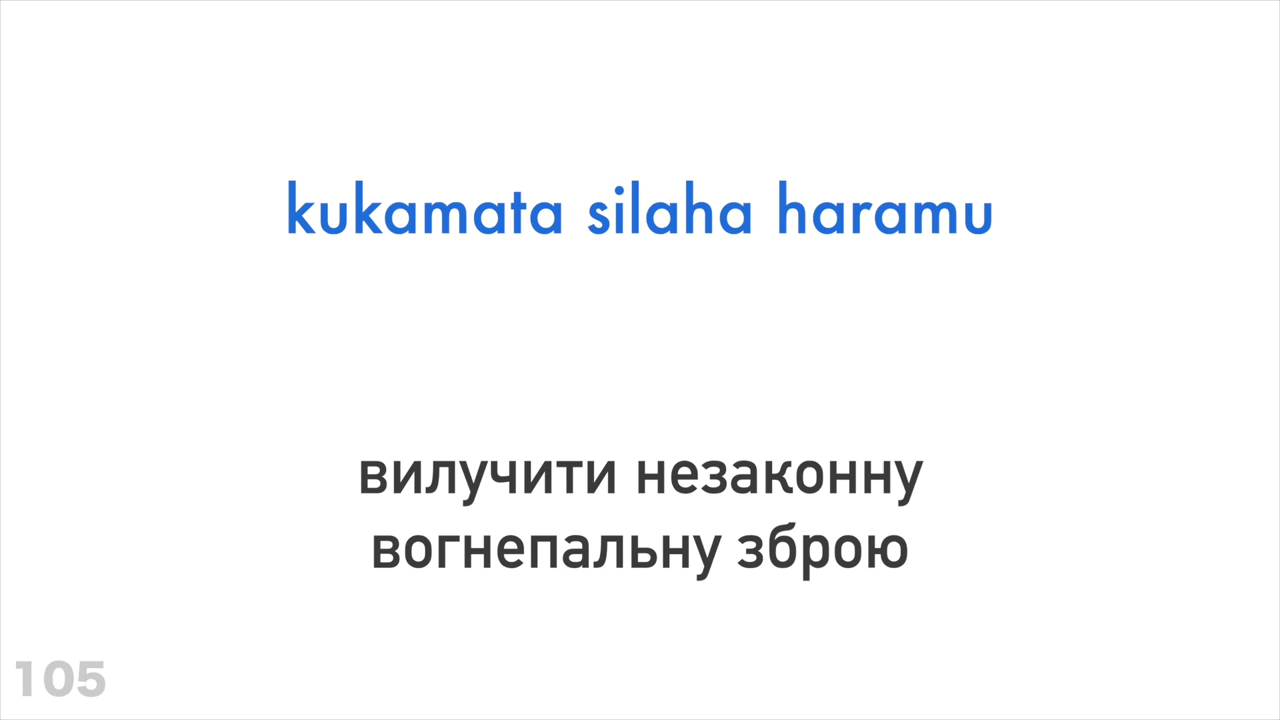 kukamata silaha haramu
вилучити незаконну
вогнепальну зброю
105